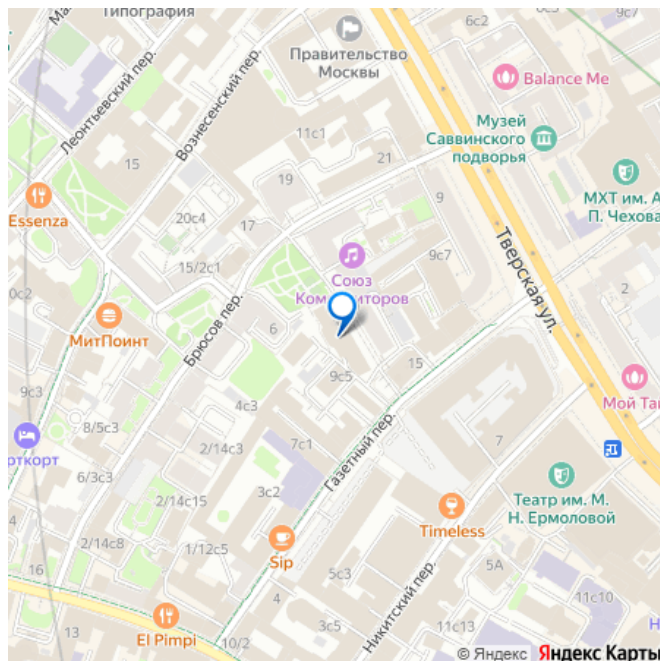 Типография
Правительство
Москвы
6с2
9с7
Balance Me
Леонтьевский пер.
Вознесенский пер.
11с1
Музей
Саввинского
подворья
15
21
19
МХТ им. А
П. Чехова
9
Essenza
20с4
17
9с7
Тверская ул.
15/2с1
Союз
Композиторов
0с2
Брюсов пер.
6
МитПоинт
15
9с5
9с3
4с3
Мой Тай
8/5с3
7с1
Газетный пер.
2/14с3
7
рткорт
6/3с3
3с2
2/14с15
Театр им. М.
Н. Ермоловой
Timeless
2/14с8
1/12с5
Sip
16
5с3
5А
Никитский пер.
11с10
4
El Pimpi
6с5
11с13
13
10/2
© Яндекс Яндекс Карты